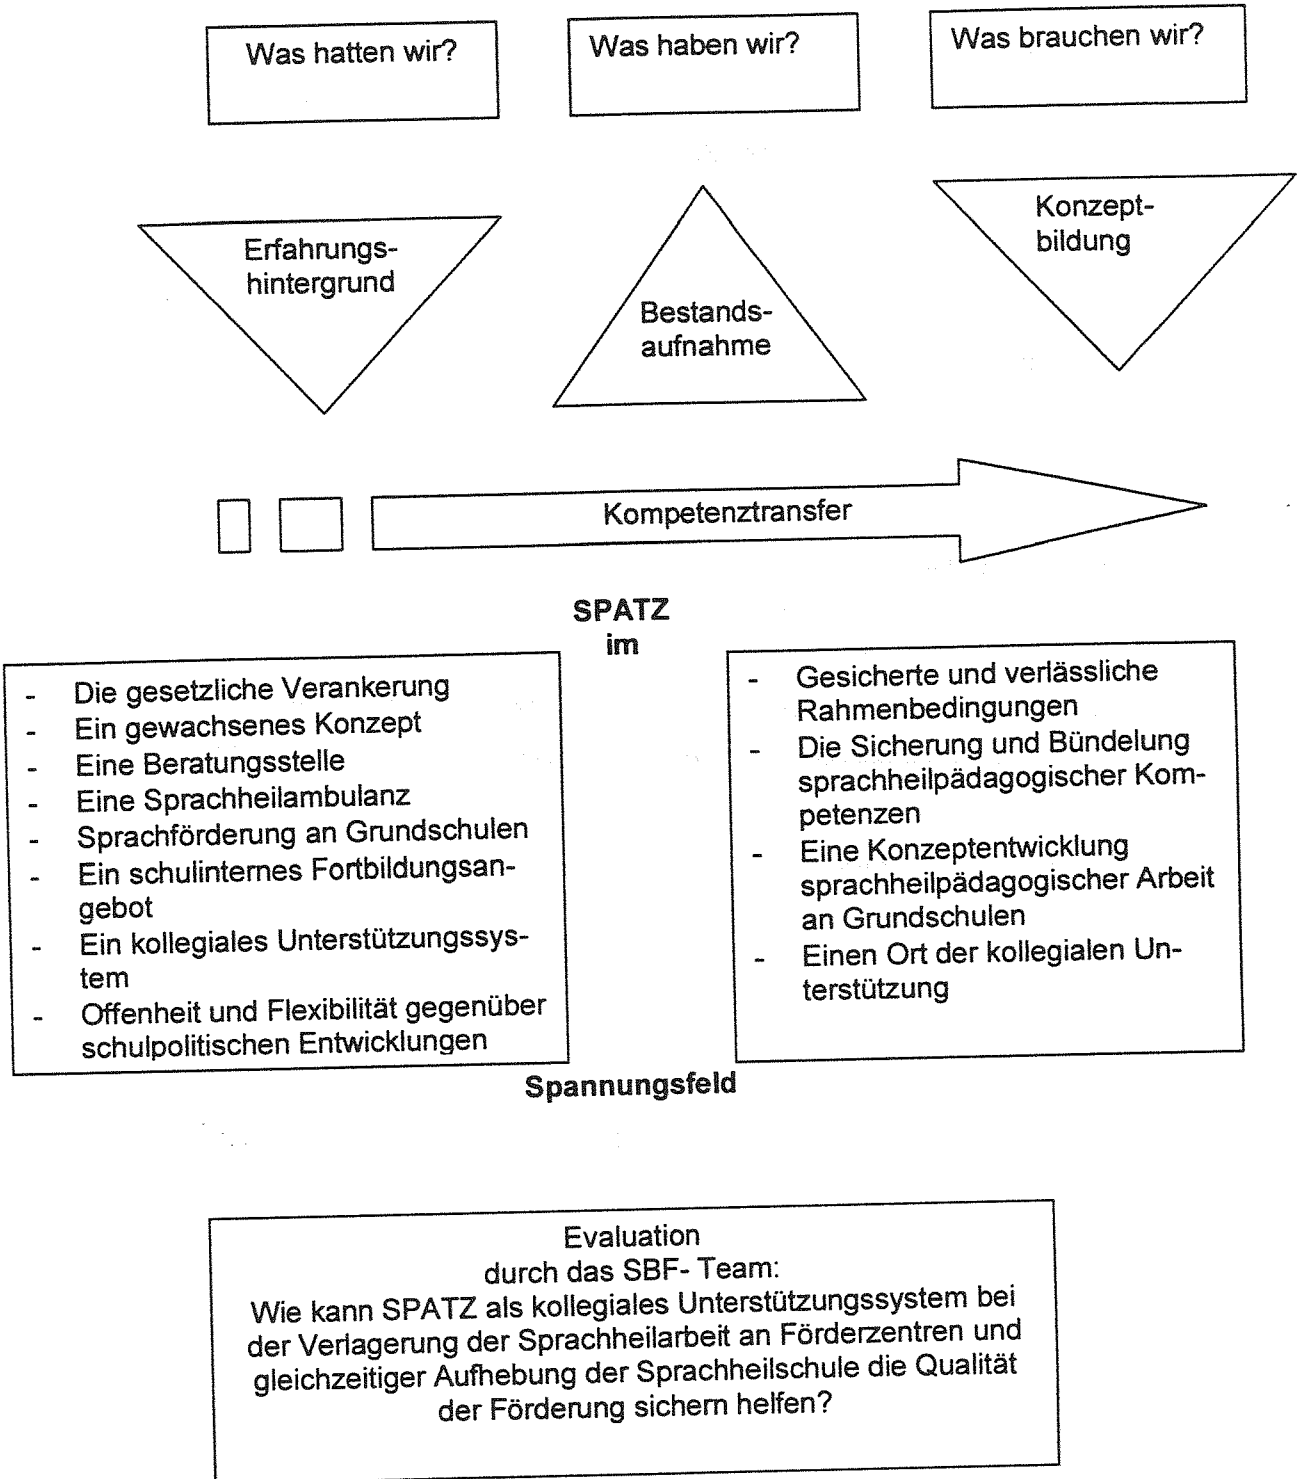 Was hatten wir?
Was haben wir?
Was brauchen wir?
Erfahrungs-
hintergrund
Bestands-
aufnahme
Konzept-
bildung
Kompetenztransfer
SPATZ
im
- Die gesetzliche Verankerung
- Ein gewachsenes Konzept
- Eine Beratungsstelle
- Eine Sprachheilambulanz
- Sprachförderung an Grundschulen
- Ein schulinternes Fortbildungsan-
gebot
- Ein kollegiales Unterstützungssys-
tem
- Offenheit und Flexibilität gegenüber
schulpolitischen Entwicklungen
- Gesicherte und verlässliche
Rahmenbedingungen
- Die Sicherung und Bündelung
sprachheilpädagogischer Kom-
petenzen
- Eine Konzeptentwicklung
sprachheilpädagogischer Arbeit
an Grundschulen
- Einen Ort der kollegialen Un-
terstützung
Spannungsfeld
Evaluation
durch das SBF- Team:
Wie kann SPATZ als kollegiales Unterstützungssystem bei
der Verlagerung der Sprachheilarbeit an Förderzentren und
gleichzeitiger Aufhebung der Sprachheilschule die Qualität
der Förderung sichern helfen?